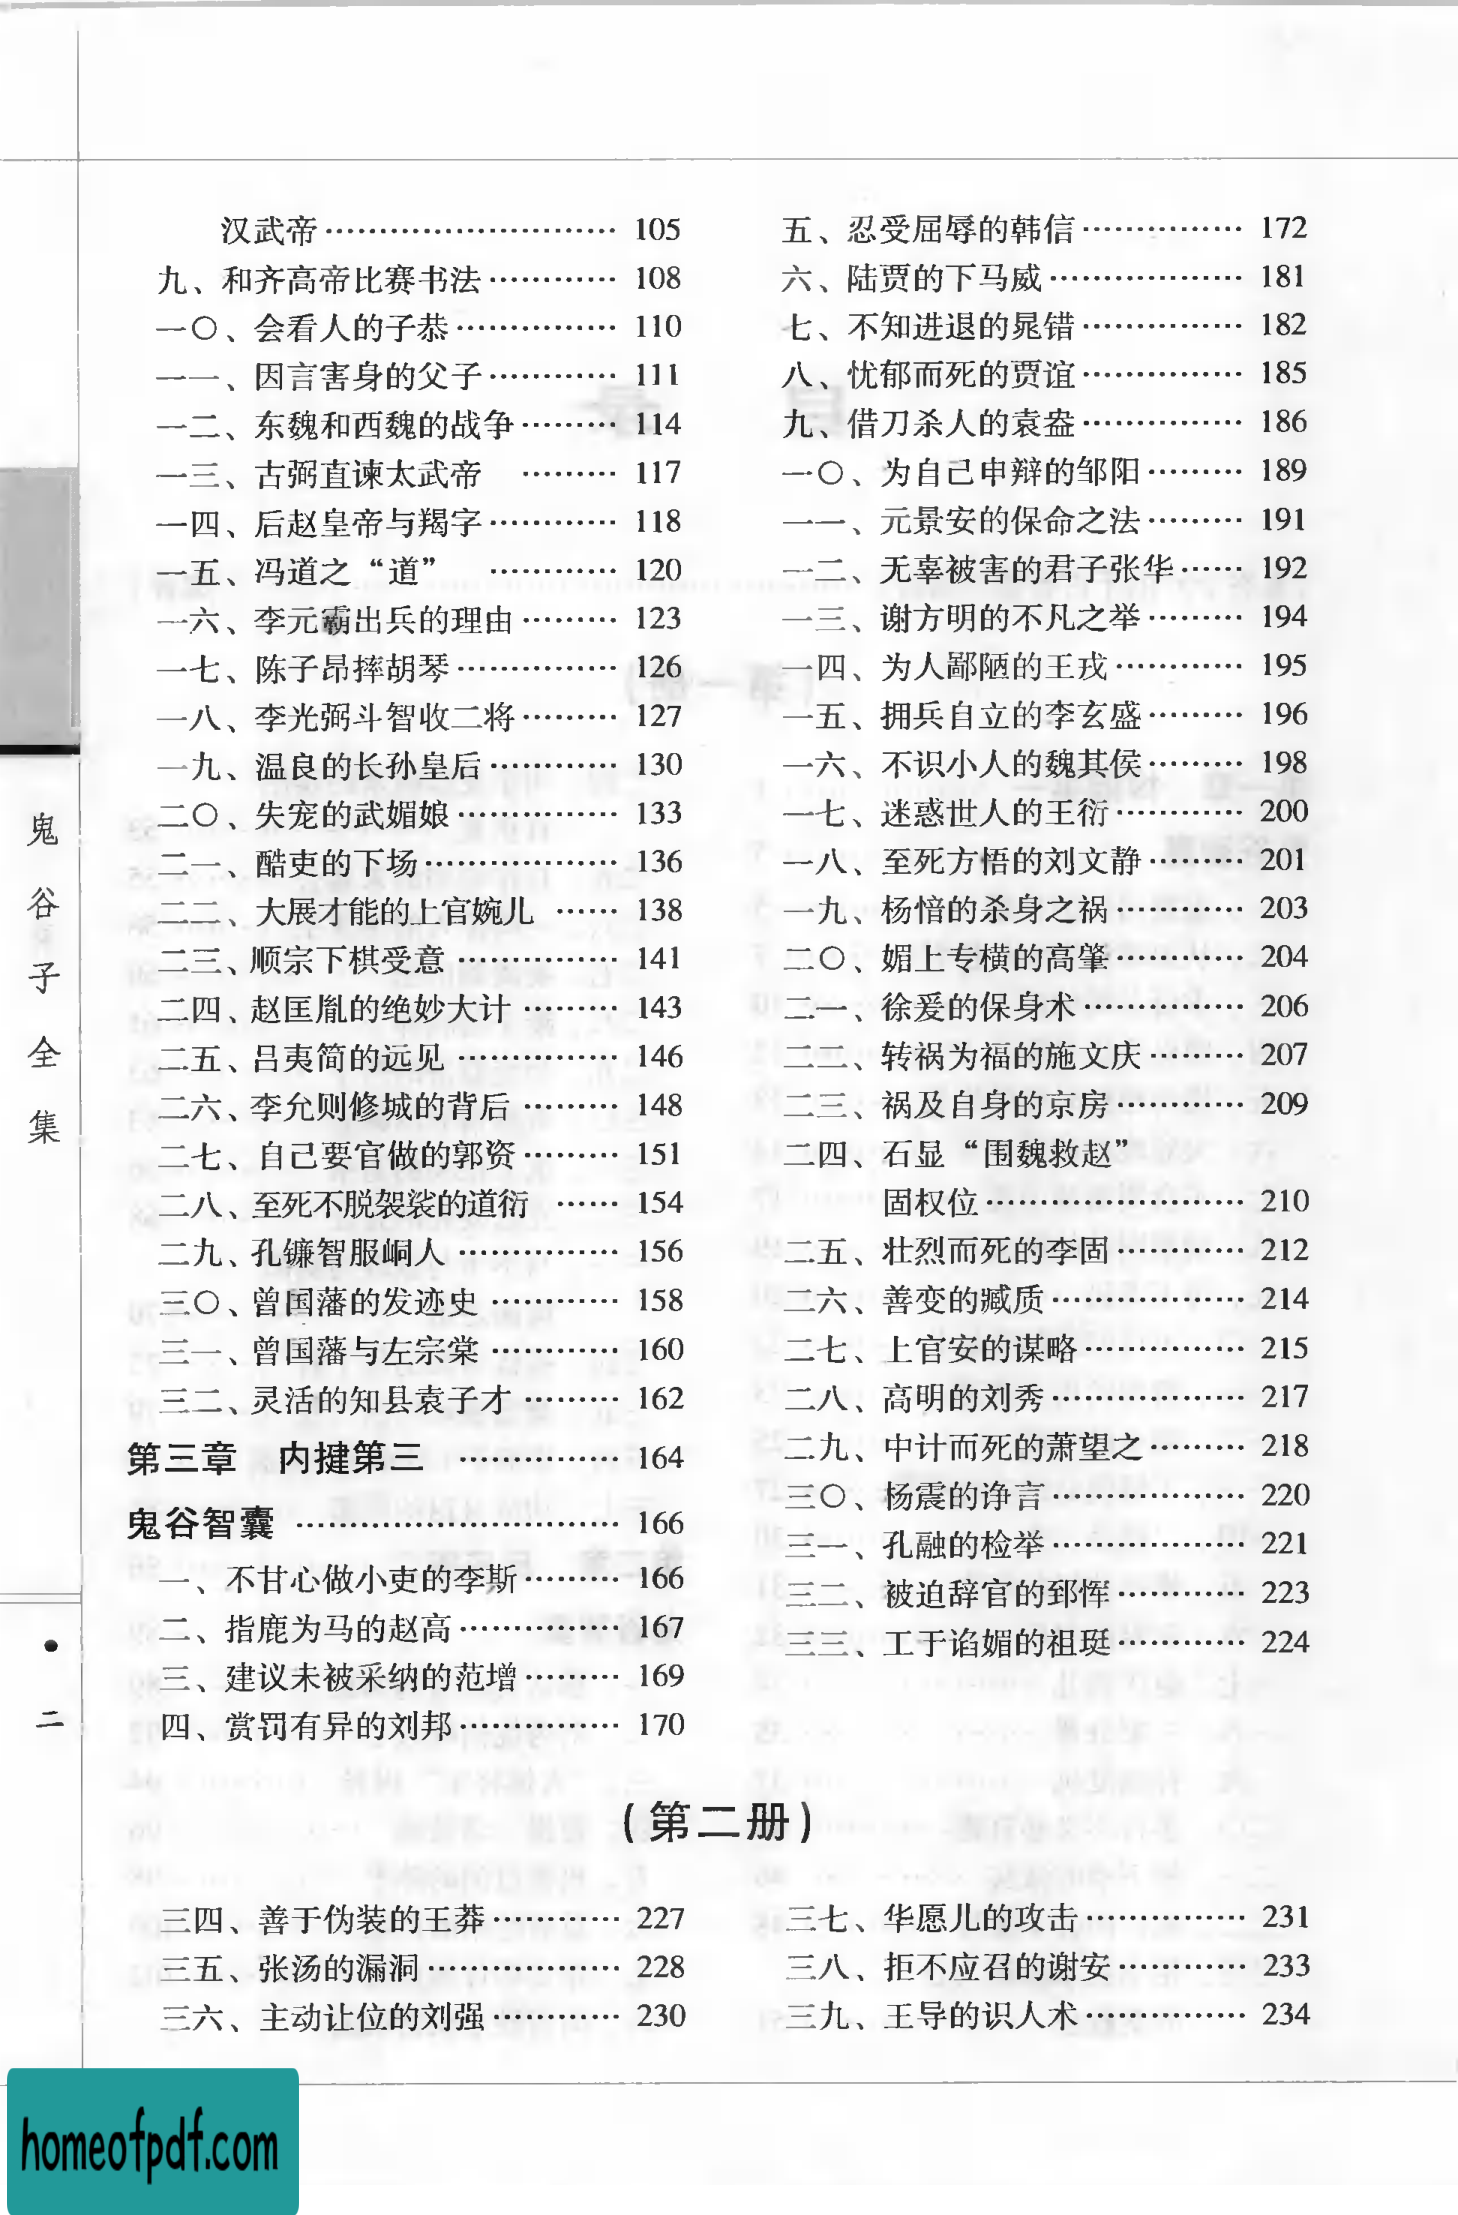 汉武帝 ………………………… 105
九、和齐高帝比赛书法 ………… 108
一〇、会看人的子恭 …………… 110
一一、因言害身的父子 ………… 111
一二、东魏和西魏的战争 ……… 114
一三、古弼直谏太武帝 ……… 117
一四、后赵皇帝与羯字 ………… 118
一五、冯道之“道” ………… 120
一六、李元霸出兵的理由 ……… 123
一七、陈子昂摔胡琴 …………… 126
一八、李光弼斗智收二将 ……… 127
一九、温良的长孙皇后 ………… 130
二〇、失宠的武媚娘 …………… 133
二一、酷吏的下场 ……………… 136
二二、大展才能的上官婉儿 …… 138
二三、顺宗下棋受意 …………… 141
二四、赵匡胤的绝妙大计 ……… 143
二五、吕夷简的远见 …………… 146
二六、李允则修城的背后 ……… 148
二七、自己要官做的郭资 ……… 151
二八、至死不脱袈裟的道衍 …… 154
二九、孔镛智服峒人 …………… 156
三〇、曾国藩的发迹史 ………… 158
三一、曾国藩与左宗棠 ………… 160
三二、灵活的知县袁子才 ……… 162
第三章 内揵第三 …………… 164
鬼谷智囊 ………………………… 166
一、不甘心做小吏的李斯 ……… 166
二、指鹿为马的赵高 …………… 167
三、建议未被采纳的范增 ……… 169
四、赏罚有异的刘邦 …………… 170
五、忍受屈辱的韩信 …………… 172
六、陆贾的下马威 ……………… 181
七、不知进退的晁错 …………… 182
八、忧郁而死的贾谊 …………… 185
九、借刀杀人的袁盎 …………… 186
一〇、为自己申辩的邹阳 ……… 189
一一、元景安的保命之法 ……… 191
一二、无辜被害的君子张华 …… 192
一三、谢方明的不凡之举 ……… 194
一四、为人鄙陋的王戎 ………… 195
一五、拥兵自立的李玄盛 ……… 196
一六、不识小人的魏其侯 ……… 198
一七、迷惑世人的王衍 ………… 200
一八、至死方悟的刘文静 ……… 201
一九、杨愔的杀身之祸 ………… 203
二〇、媚上专横的高肇 ………… 204
二一、徐爰的保身术 …………… 206
二二、转祸为福的施文庆 ……… 207
二三、祸及自身的京房 ………… 209
二四、石显“围魏救赵”
固权位 ……………………… 210
二五、壮烈而死的李固 ………… 212
二六、善变的臧质 ……………… 214
二七、上官安的谋略 …………… 215
二八、高明的刘秀 ……………… 217
二九、中计而死的萧望之 ……… 218
三〇、杨震的诤言 ……………… 220
三一、孔融的检举 ……………… 221
三二、被迫辞官的郅恽 ………… 223
三三、工于谄媚的祖珽 ………… 224
(第二册)
三四、善于伪装的王莽 ………… 227
三五、张汤的漏洞 ……………… 228
三六、主动让位的刘强 ………… 230
三七、华愿儿的攻击 …………… 231
三八、拒不应召的谢安 ………… 233
三九、王导的识人术 …………… 234
鬼谷子全集
•
二
homeofpdf.com